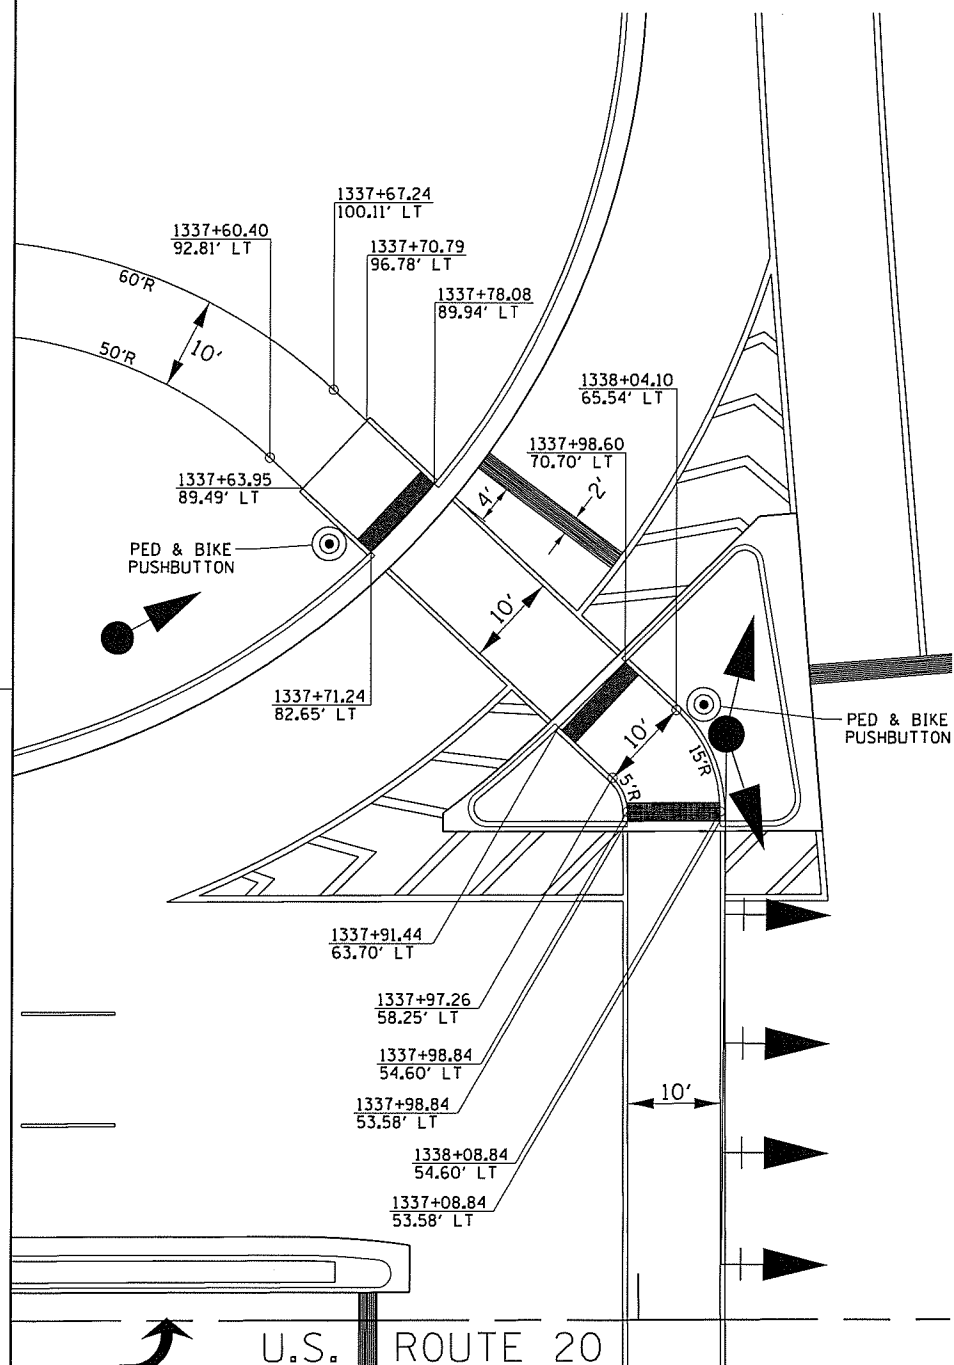 1337+67.24
100.11' LT
1337+60.40
92.81' LT
1337+70.79
96.78' LT
1337+78.08
89.94' LT
60'R
50'R
10'
1338+04.10
65.54' LT
1337+98.60
70.70' LT
1337+63.95
89.49' LT
4'
2'
PED & BIKE
PUSHBUTTON
10'
1337+71.24
82.65' LT
PED & BIKE
PUSHBUTTON
10'
15'R
5'R
1337+91.44
63.70' LT
1337+97.26
58.25' LT
1337+98.84
54.60' LT
1337+98.84
53.58' LT
10'
1338+08.84
54.60' LT
1337+08.84
53.58' LT
U.S. ROUTE 20